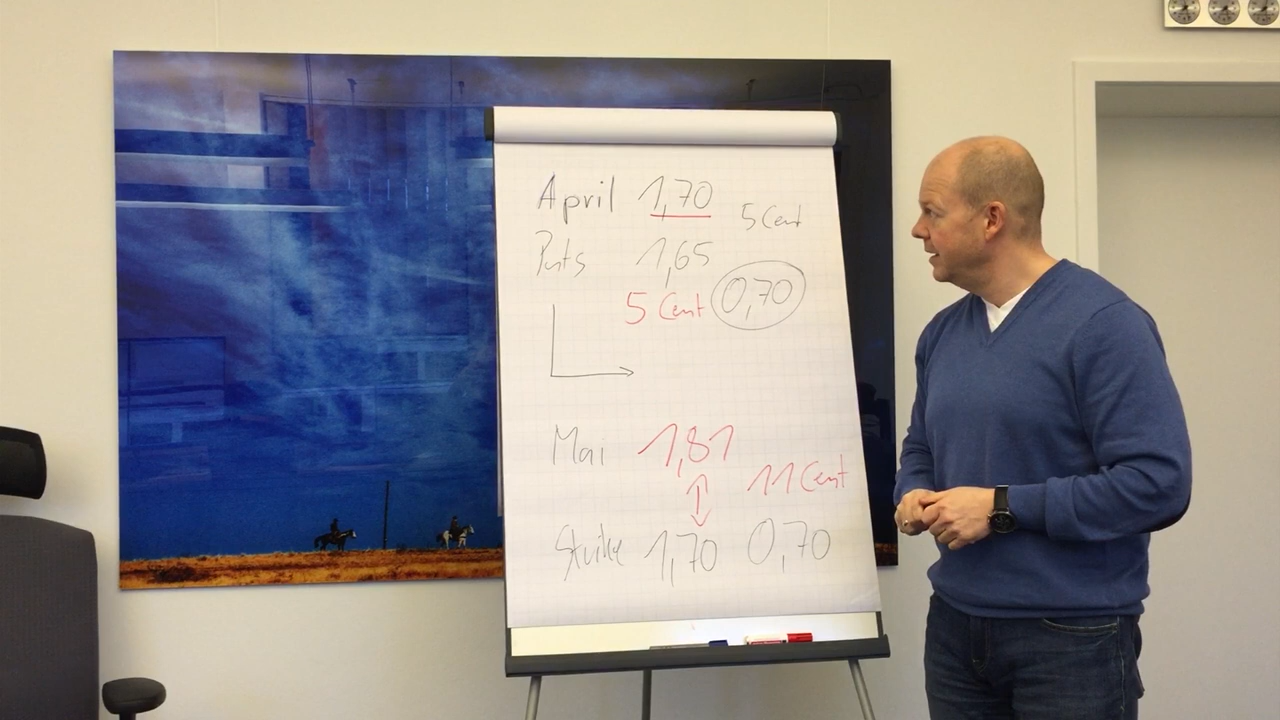 April 1,70
5 Cent
Puts 1,65
5 Cent 0,70
Mai 1,81
11 Cent
Strike 1,70 0,70